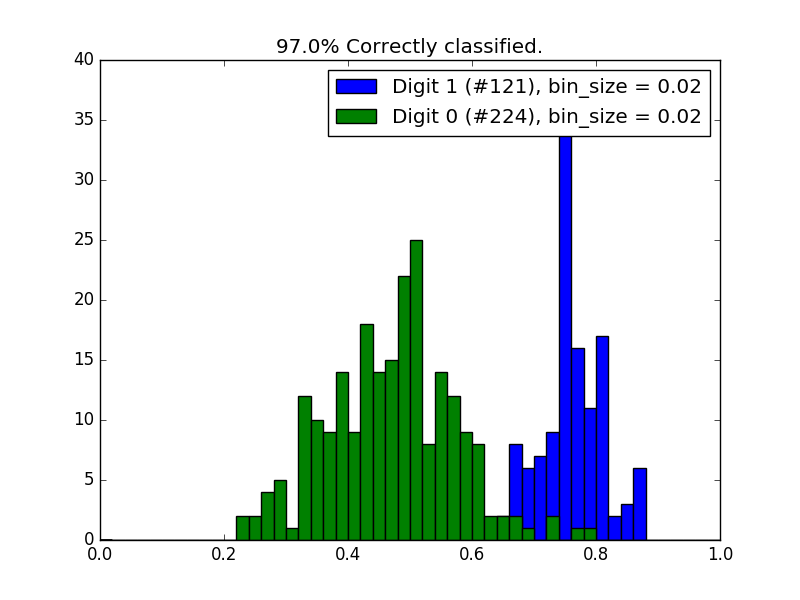 97.0% Correctly classified.
Digit 1 (#121), bin_size = 0.02
Digit 0 (#224), bin_size = 0.02
40
35
30
25
20
15
10
5
0
0.0 0.2 0.4 0.6 0.8 1.0